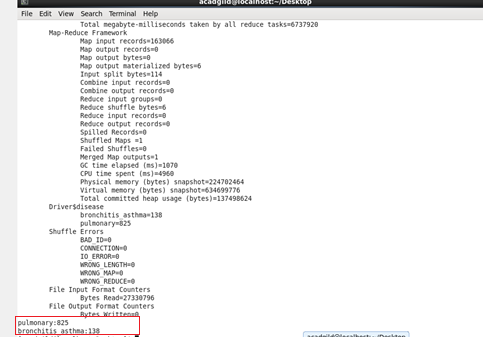 acadgild@localhost:~/Desktop
File Edit View Search Terminal Help
Total megabyte-milliseconds taken by all reduce tasks=6737920
Map-Reduce Framework
Map input records=163066
Map output records=0
Map output bytes=0
Map output materialized bytes=6
Input split bytes=114
Combine input records=0
Combine output records=0
Reduce input groups=0
Reduce shuffle bytes=6
Reduce input records=0
Reduce output records=0
Spilled Records=0
Shuffled Maps =1
Failed Shuffles=0
Merged Map outputs=1
GC time elapsed (ms)=1070
CPU time spent (ms)=4960
Physical memory (bytes) snapshot=224702464
Virtual memory (bytes) snapshot=634699776
Total committed heap usage (bytes)=137498624
Driver$disease
bronchitis_asthma=138
pulmonary=825
Shuffle Errors
BAD_ID=0
CONNECTION=0
IO_ERROR=0
WRONG_LENGTH=0
WRONG_MAP=0
WRONG_REDUCE=0
File Input Format Counters
Bytes Read=27330796
File Output Format Counters
Bytes Written=0
pulmonary:825
bronchitis_asthma:138
acadgild@localhost:~/Desktop